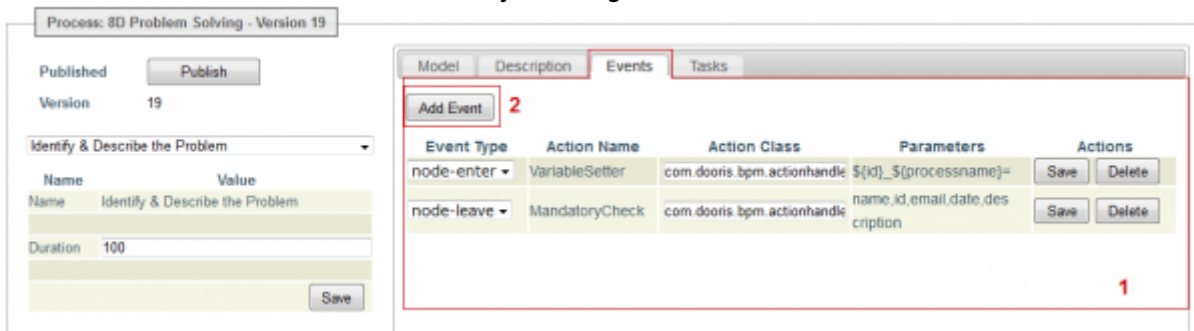 Process: 8D Problem Solving - Version 19
Published Publish
Version 19
Identify & Describe the Problem
Name Value
Name Identify & Describe the Problem
Duration 100
Save
Model Description Events Tasks
Add Event 2
Event Type Action Name Action Class Parameters Actions
node-enter VariableSetter com.dooris.bpm.actionhandle ${id}_${processname}= Save Delete
node-leave MandatoryCheck com.dooris.bpm.actionhandle name,id,email,date,des
cription Save Delete
1